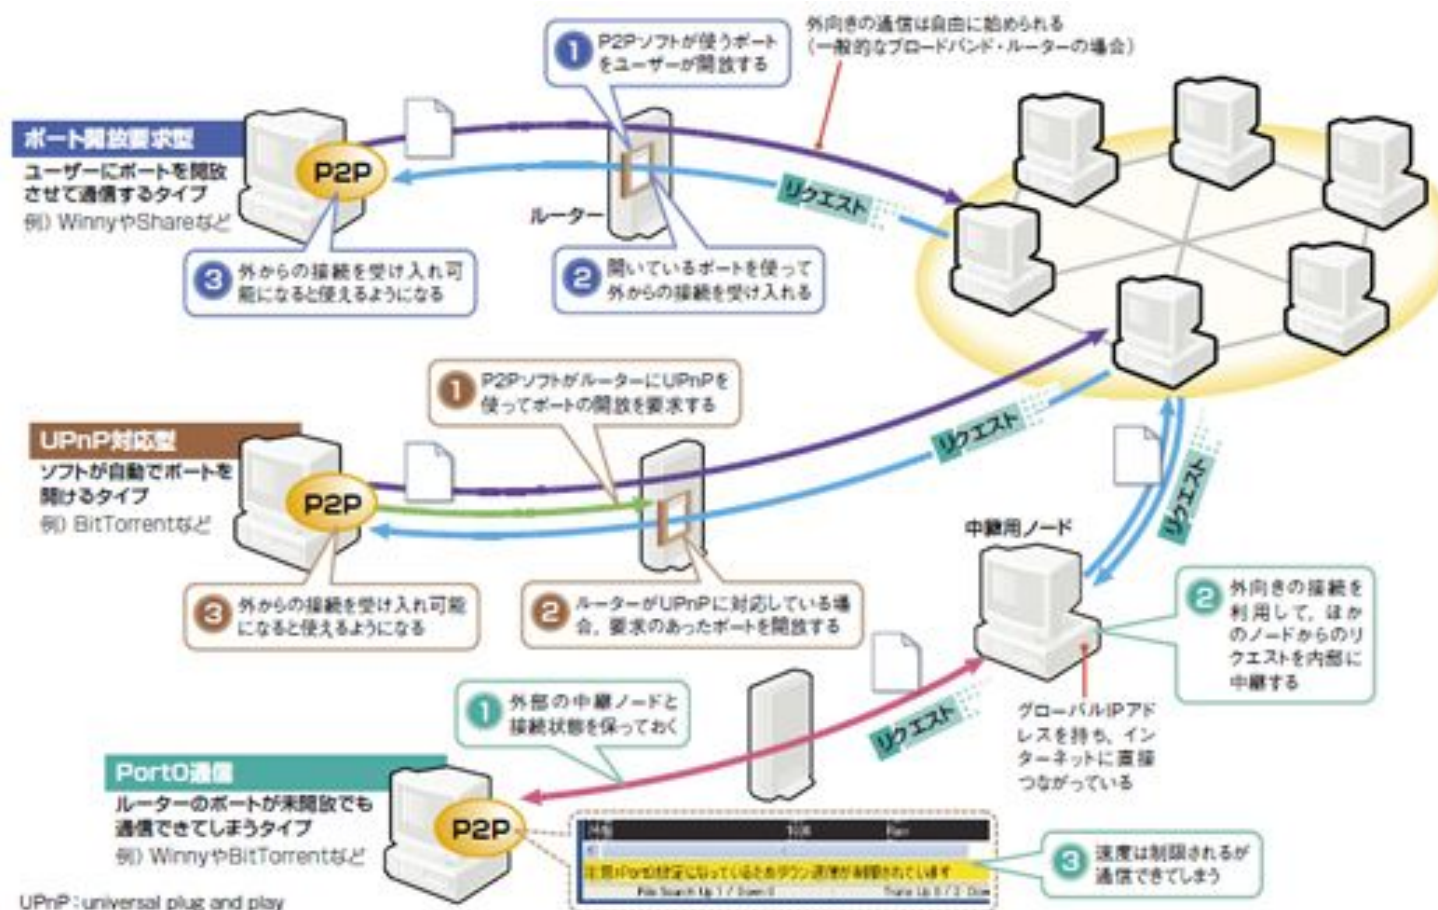 外向きの通信は自由に始められる
(一般的なブロードバンド・ルーターの場合)
1 P2Pソフトが使うポート
をユーザーが開放する
ポート開放要求型
ユーザーにポートを開放
させて通信するタイプ
例) WinnyやShareなど
P2P
ルーター
リクエスト
3 外からの接続を受け入れ可
能になると使えるようになる
2 開いているポートを使って
外からの接続を受け入れる
1 P2PソフトがルーターにUPnPを
使ってポートの開放を要求する
UPnP対応型
ソフトが自動でポートを
開けるタイプ
例) BitTorrentなど
P2P
リクエスト
3 外からの接続を受け入れ可能
になると使えるようになる
2 ルーターがUPnPに対応している場
合，要求のあったポートを開放する
リクエスト
中継用ノード
2 外向きの接続を
利用して，ほか
のノードからのリ
クエストを内部に
中継する
グローバルIPアド
レスを持ち，イン
ターネットに直接
つながっている
1 外部の中継ノードと
接続状態を保っておく
リクエスト
Port0通信
ルーターのポートが未開放でも
通信できてしまうタイプ
例) WinnyやBitTorrentなど
P2P
3 速度は制限されるが
通信できてしまう
UPnP：universal plug and play